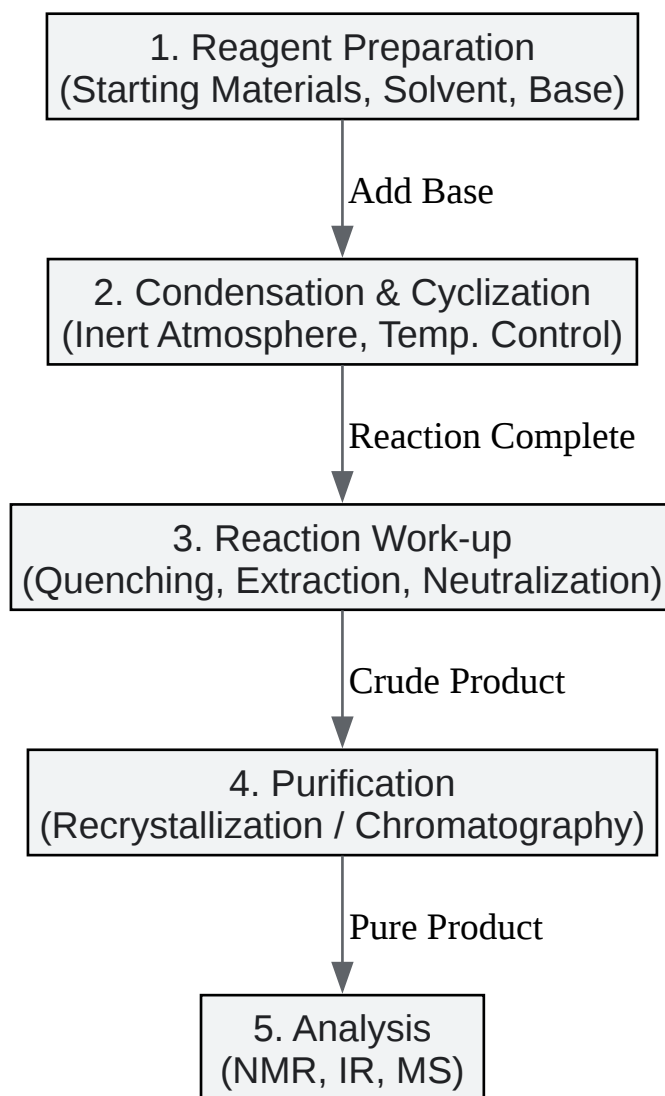 1. Reagent Preparation
(Starting Materials, Solvent, Base)
Add Base
2. Condensation & Cyclization
(Inert Atmosphere, Temp. Control)
Reaction Complete
3. Reaction Work-up
(Quenching, Extraction, Neutralization)
Crude Product
4. Purification
(Recrystallization / Chromatography)
Pure Product
5. Analysis
(NMR, IR, MS)